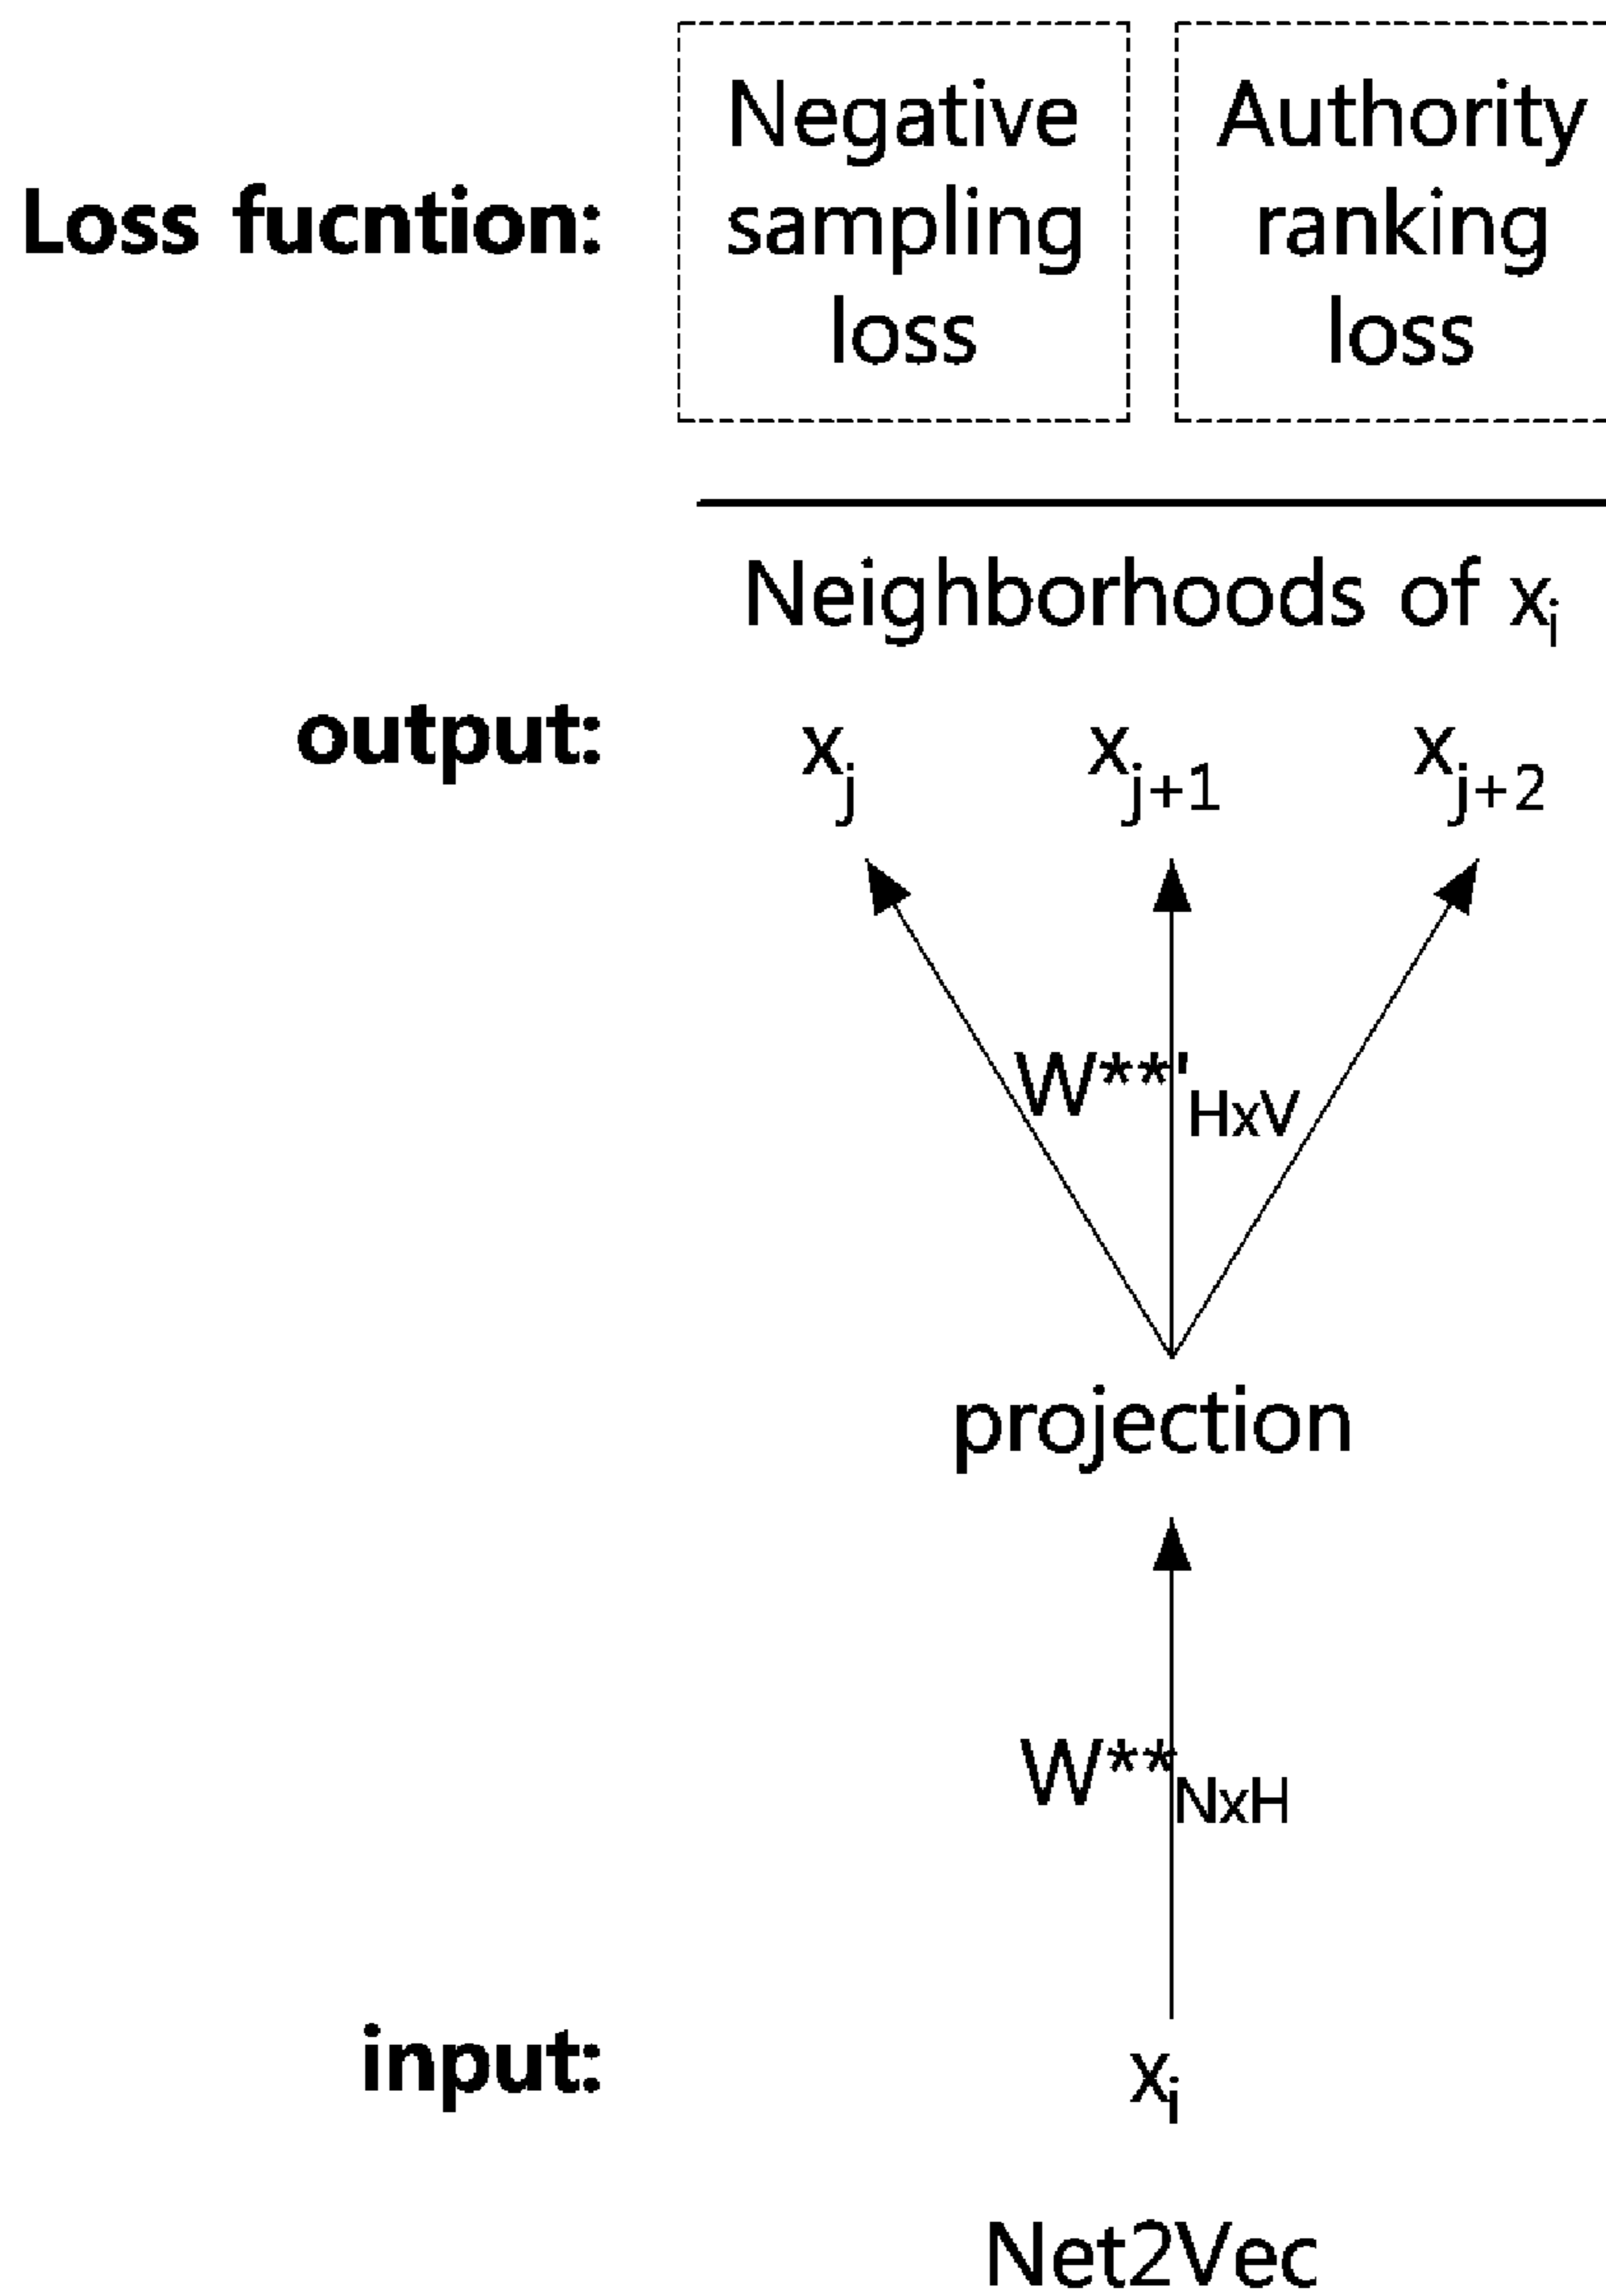 Negative Authority
Loss fucntion: sampling ranking
loss loss
Neighborhoods of xi
output: xj xj+1 xj+2
W**'HxV
projection
W**NxH
input: xi
Net2Vec